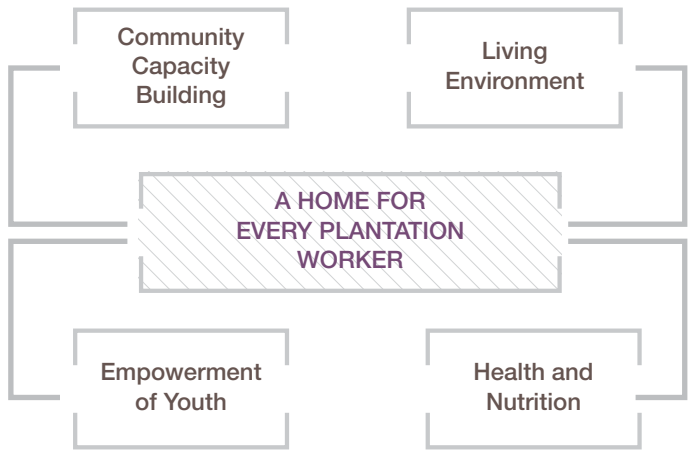 Community
Capacity
Building
Living
Environment
A HOME FOR
EVERY PLANTATION
WORKER
Empowerment
of Youth
Health and
Nutrition